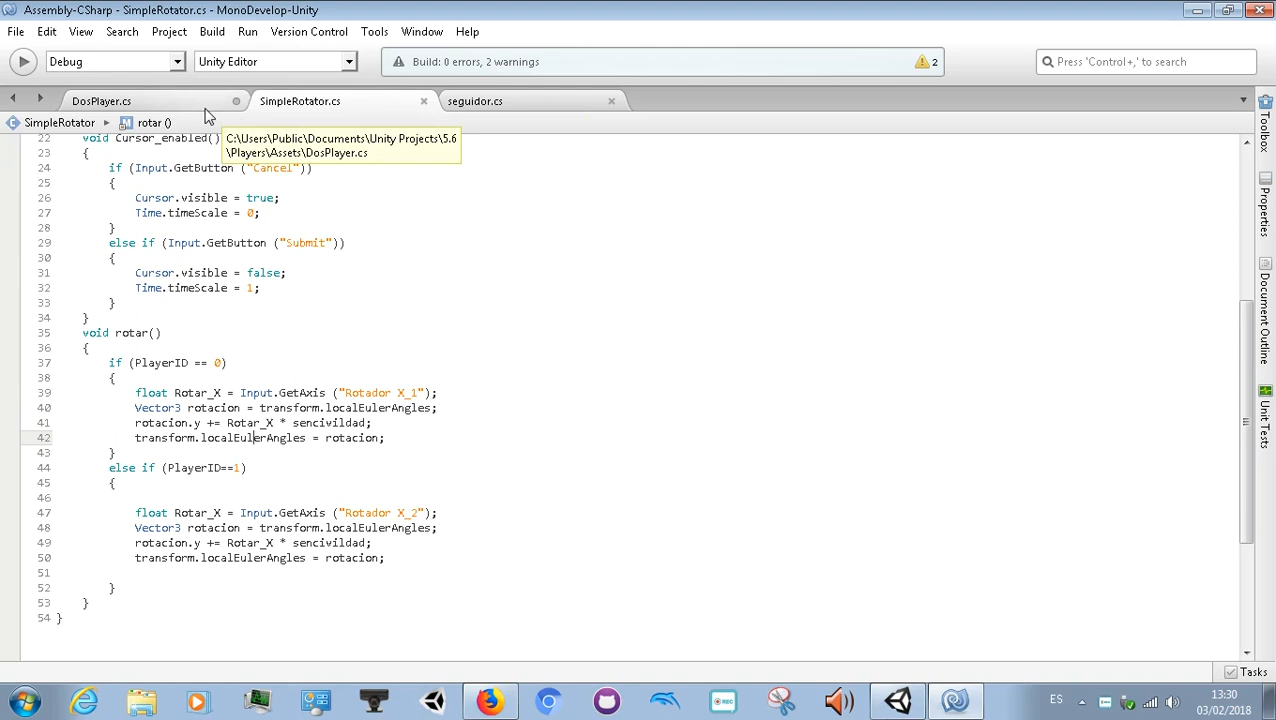 Assembly-CSharp - SimpleRotator.cs - MonoDevelop-Unity
File Edit View Search Project Build Run Version Control Tools Window Help
Debug Unity Editor Build: 0 errors, 2 warnings 2 Press 'Control+,' to search
DosPlayer.cs SimpleRotator.cs seguidor.cs
SimpleRotator rotar ()
C:\Users\Public\Documents\Unity Projects\5.6
\Players\Assets\DosPlayer.cs
22 void Cursor_enabled()
23 {
24 if (Input.GetButton ("Cancel"))
25 {
26 Cursor.visible = true;
27 Time.timeScale = 0;
28 }
29 else if (Input.GetButton ("Submit"))
30 {
31 Cursor.visible = false;
32 Time.timeScale = 1;
33 }
34 }
35 void rotar()
36 {
37 if (PlayerID == 0)
38 {
39 float Rotar_X = Input.GetAxis ("Rotador X_1");
40 Vector3 rotacion = transform.localEulerAngles;
41 rotacion.y += Rotar_X * sencivildad;
42 transform.localEulerAngles = rotacion;
43 }
44 else if (PlayerID==1)
45 {
46
47 float Rotar_X = Input.GetAxis ("Rotador X_2");
48 Vector3 rotacion = transform.localEulerAngles;
49 rotacion.y += Rotar_X * sencivildad;
50 transform.localEulerAngles = rotacion;
51
52 }
53 }
54 }
Toolbox
Properties
Document Outline
Unit Tests
Tasks
REC
ES
13:30
03/02/2018